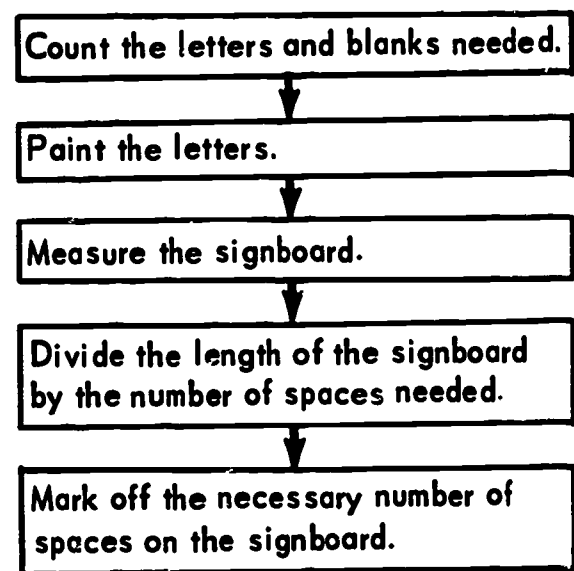 Count the letters and blanks needed.
Paint the letters.
Measure the signboard.
Divide the length of the signboard
by the number of spaces needed.
Mark off the necessary number of
spaces on the signboard.